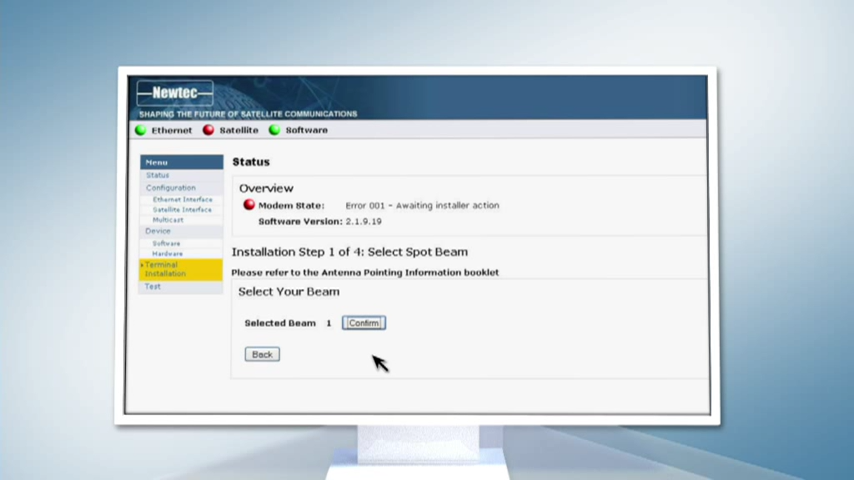 Newtec
SHAPING THE FUTURE OF SATELLITE COMMUNICATIONS
Ethernet Satellite Software
Menu
Status
Configuration
Ethernet Interface
Satellite Interface
Multicast
Device
Software
Hardware
Terminal
Installation
Test
Status
Overview
Modem State: Error 001 - Awaiting installer action
Software Version: 2.1.9.19
Installation Step 1 of 4: Select Spot Beam
Please refer to the Antenna Pointing Information booklet
Select Your Beam
Selected Beam 1 Confirm
Back